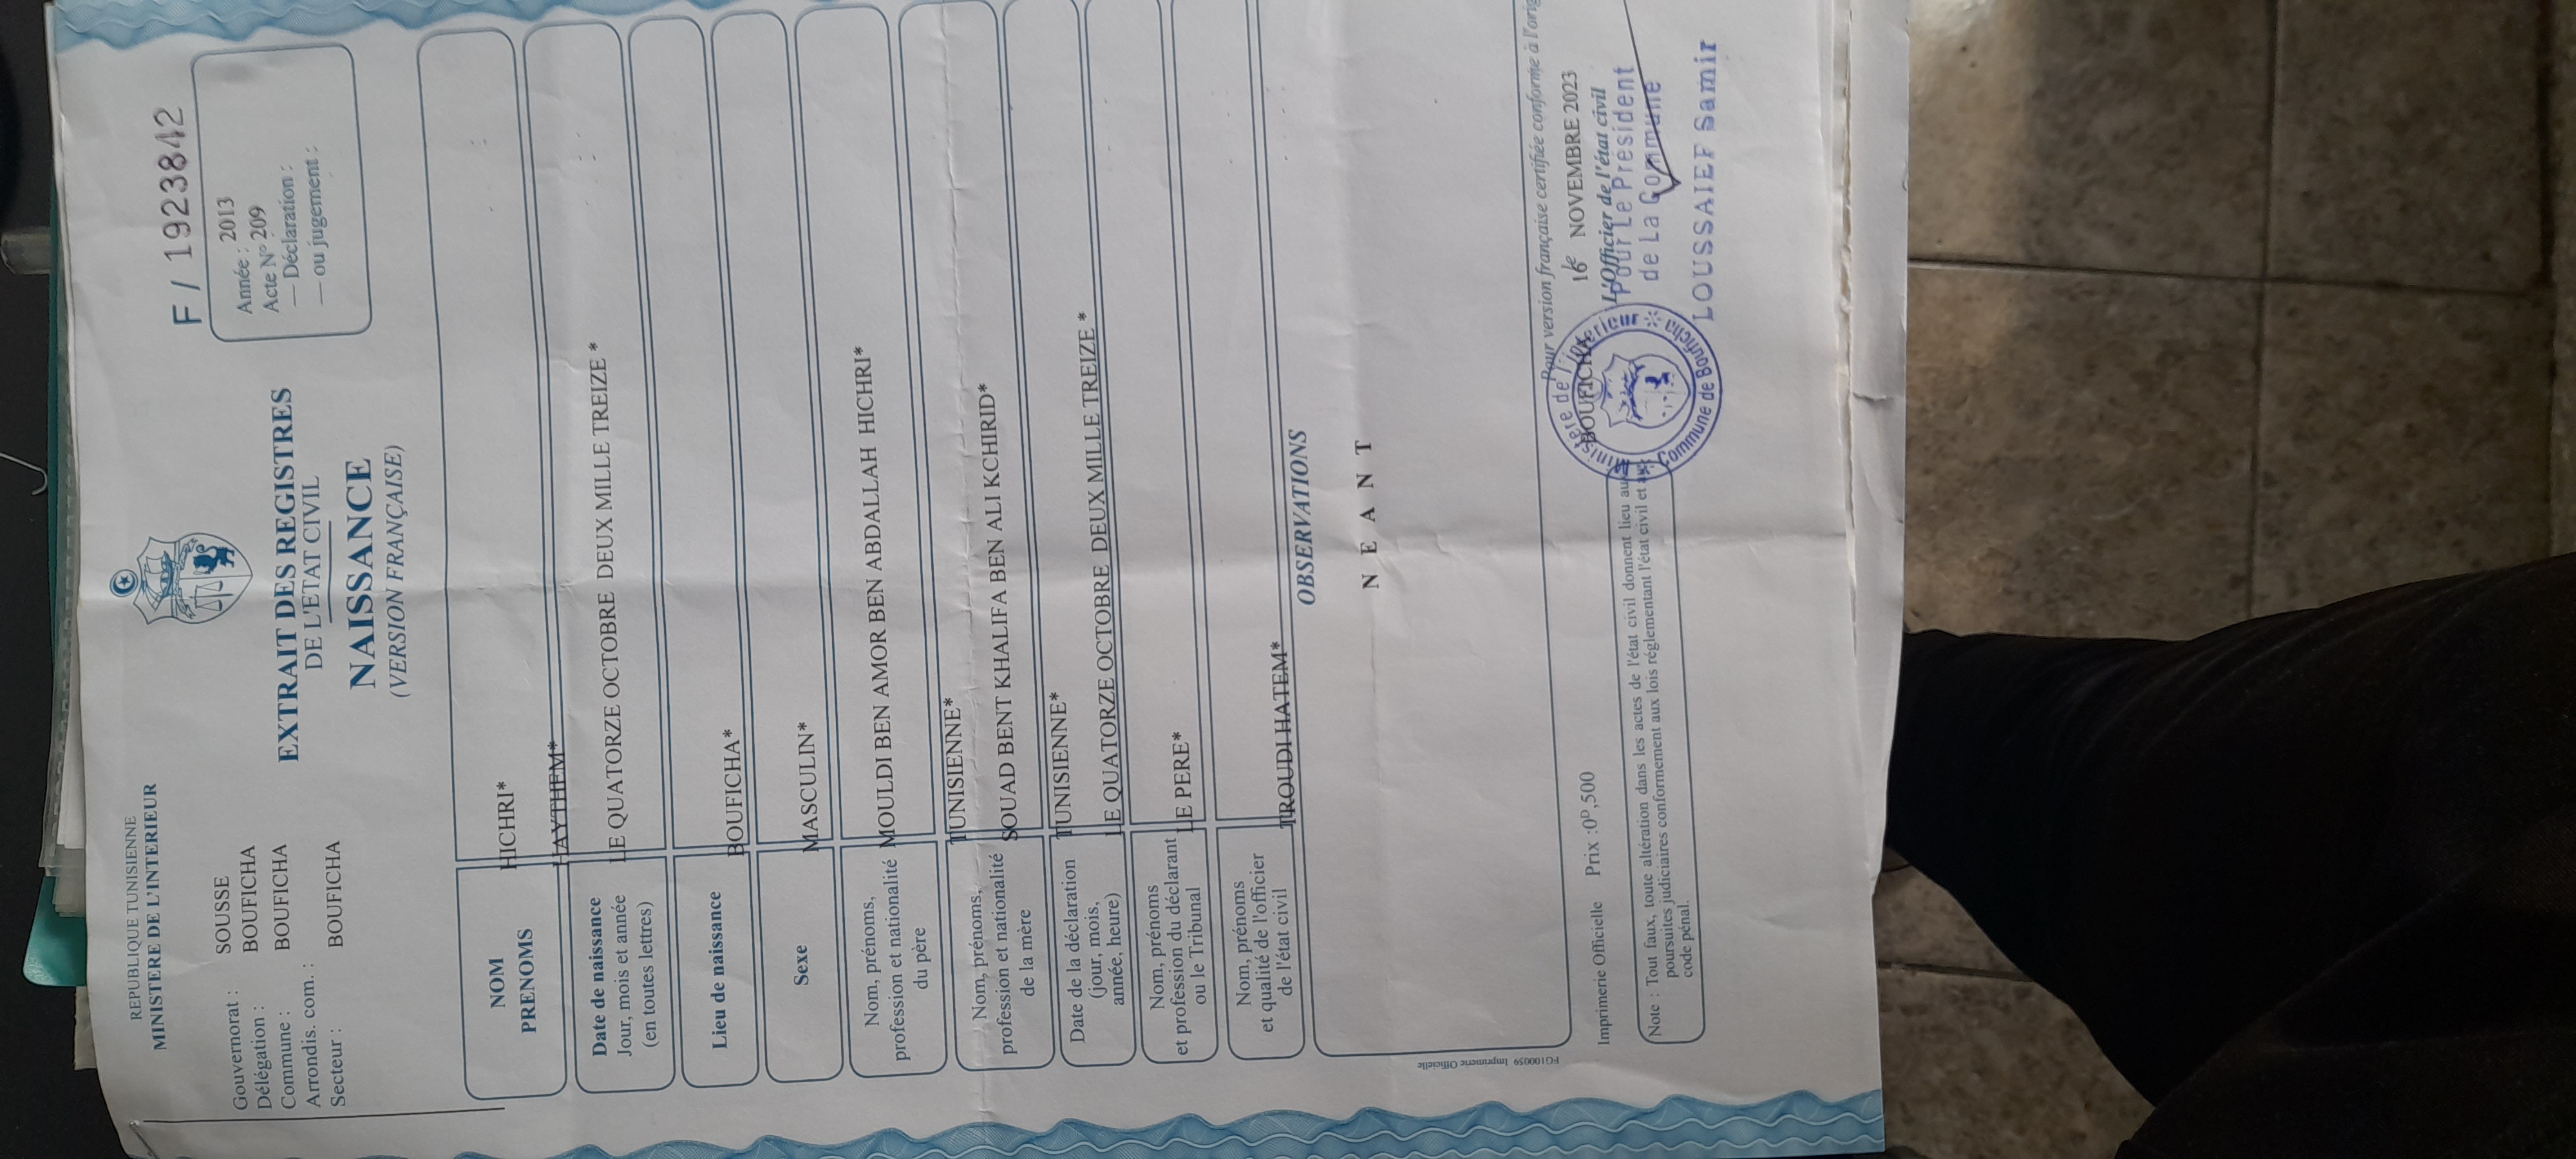 REPUBLIQUE TUNISIENNE
MINISTERE DE L'INTERIEUR
Gouvernorat : SOUSSE
Délégation : BOUFICHA
Commune : BOUFICHA
Arrondis. com. :
Secteur : BOUFICHA
EXTRAIT DES REGISTRES
DE L'ETAT CIVIL
NAISSANCE
(VERSION FRANÇAISE)
F / 1923842
Année : 2013
Acte N° 209
— Déclaration :
— ou jugement :
NOM
PRENOMS
HICHRI*
HAYTHEM*
Date de naissance
Jour, mois et année
(en toutes lettres)
LE QUATORZE OCTOBRE DEUX MILLE TREIZE *
Lieu de naissance
BOUFICHA*
Sexe
MASCULIN*
Nom, prénoms,
profession et nationalité
du père
MOULDI BEN AMOR BEN ABDALLAH HICHRI*
TUNISIENNE*
Nom, prénoms,
profession et nationalité
de la mère
SOUAD BENT KHALIFA BEN ALI KCHIRID*
TUNISIENNE*
Date de la déclaration
(jour, mois,
année, heure)
LE QUATORZE OCTOBRE DEUX MILLE TREIZE *
Nom, prénoms
et profession du déclarant
ou le Tribunal
LE PERE*
Nom, prénoms
et qualité de l'officier
de l'état civil
TROUDI HATEM*
OBSERVATIONS
N E A N T
Pour version française certifiée conforme à l'orig
BOUFICHA 16 le NOVEMBRE 2023
L'Officier de l'état civil
Pour Le Président
de La Commune
LOUSSAIEF Samir
Ministère de l'Intérieur * Commune de Bouficha *
Imprimerie Officielle Prix :0ᴰ,500
Note : Tout faux, toute altération dans les actes de l'état civil donnent lieu au
poursuites judiciaires conformement aux lois réglementant l'état civil et au
code pénal.
FG100059 Imprimerie Officielle